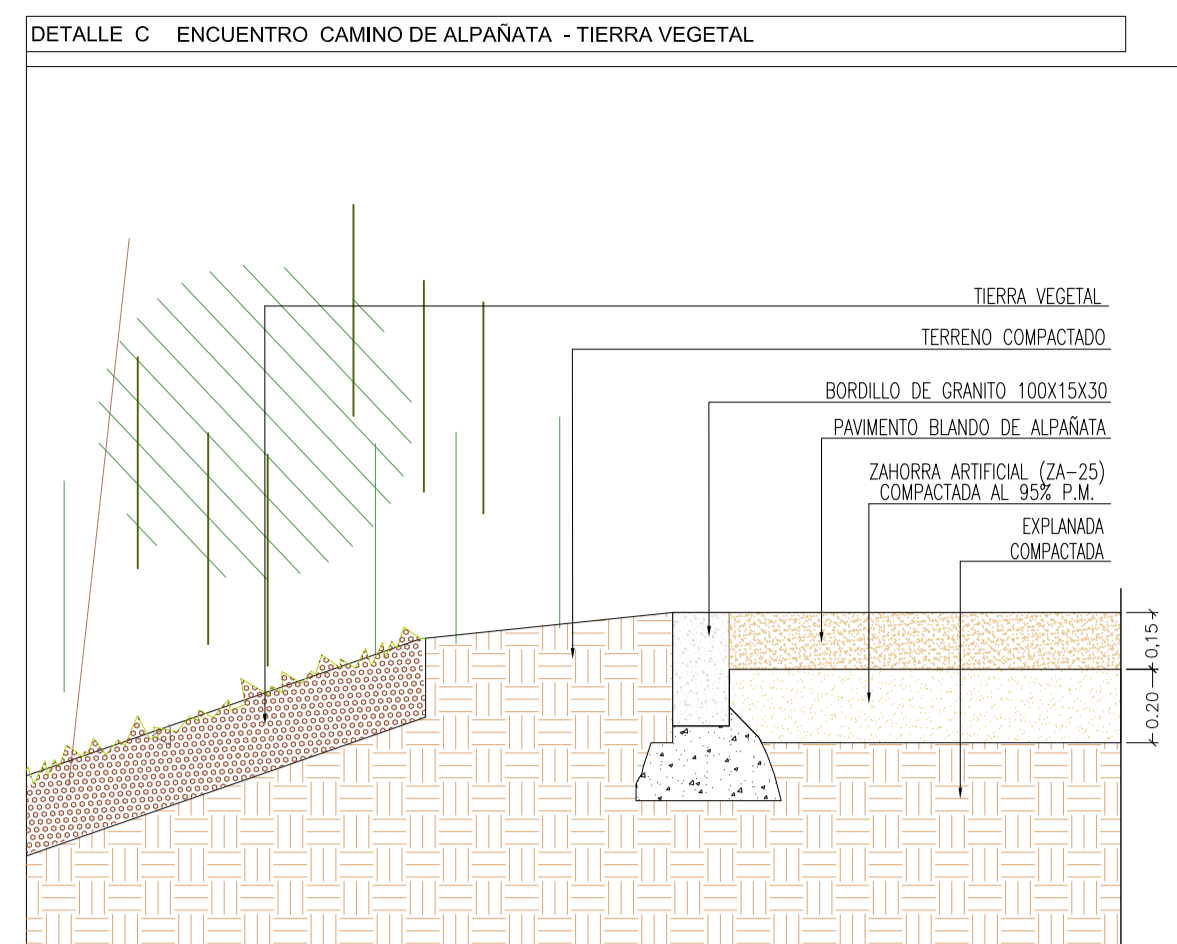 DETALLE C ENCUENTRO CAMINO DE ALPAÑATA - TIERRA VEGETAL
TIERRA VEGETAL
TERRENO COMPACTADO
BORDILLO DE GRANITO 100X15X30
PAVIMENTO BLANDO DE ALPAÑATA
ZAHORRA ARTIFICIAL (ZA-25)
COMPACTADA AL 95% P.M.
EXPLANADA
COMPACTADA
0,15
0.20